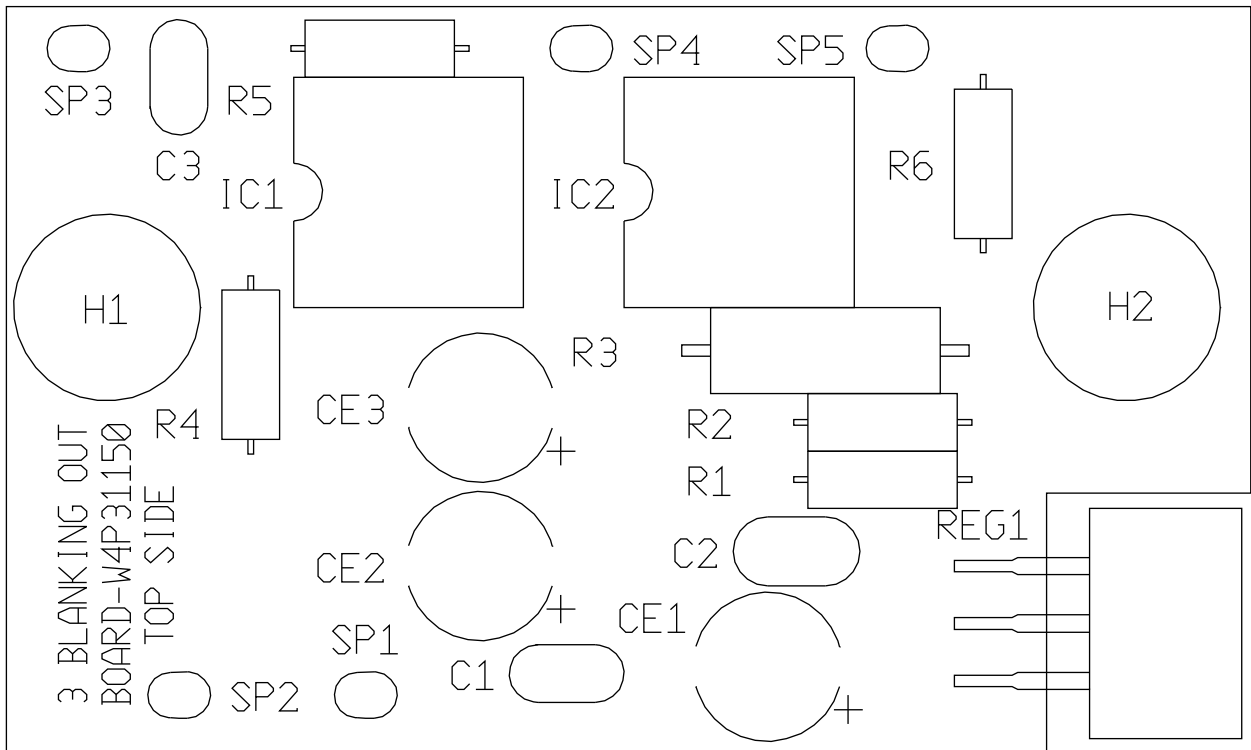 SP4
SP5
SP3
R5
C3
R6
IC1
IC2
H1
H2
R3
CE3
R4
R2
R1
REG1
C2
CE2
CE1
SP1
C1
SP2
3 BLANKING OUT
BOARD-W4P31150
TOP SIDE